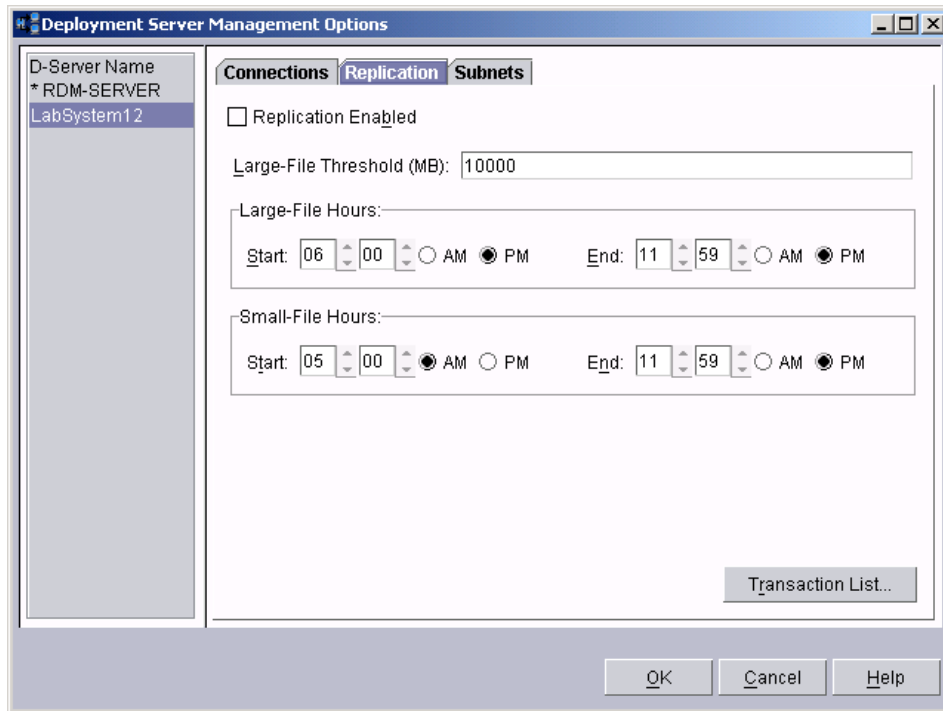 Deployment Server Management Options
D-Server Name
* RDM-SERVER
LabSystem12
Connections Replication Subnets
Replication Enabled
Large-File Threshold (MB): 10000
Large-File Hours:
Start: 06 00 AM PM End: 11 59 AM PM
Small-File Hours:
Start: 05 00 AM PM End: 11 59 AM PM
Transaction List...
OK Cancel Help